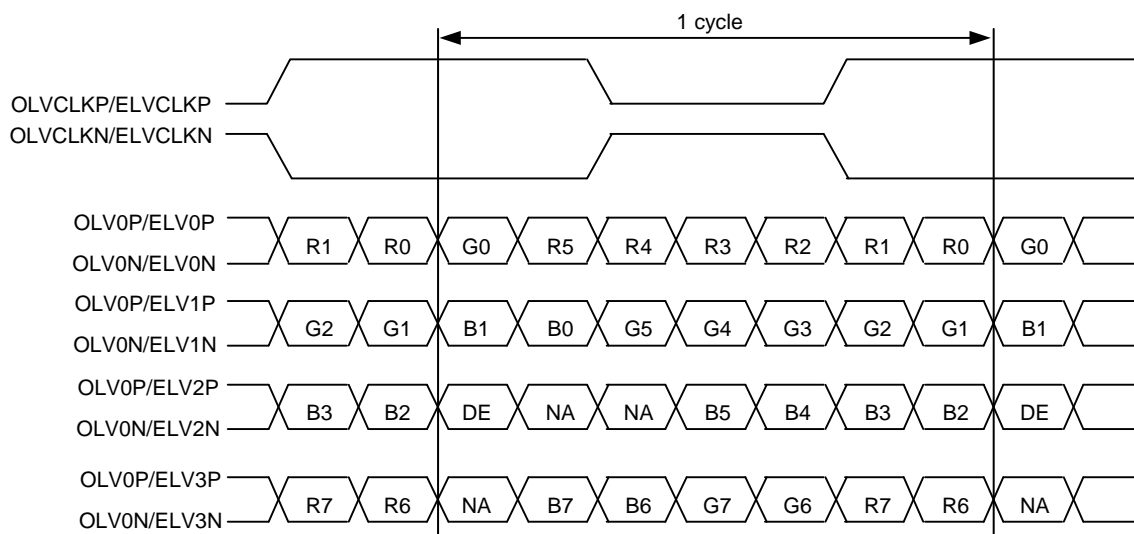 1 cycle
OLVCLKP/ELVCLKP
OLVCLKN/ELVCLKN
OLV0P/ELV0P
R1 R0 G0 R5 R4 R3 R2 R1 R0 G0
OLV0N/ELV0N
OLV0P/ELV1P
G2 G1 B1 B0 G5 G4 G3 G2 G1 B1
OLV0N/ELV1N
OLV0P/ELV2P
B3 B2 DE NA NA B5 B4 B3 B2 DE
OLV0N/ELV2N
OLV0P/ELV3P
R7 R6 NA B7 B6 G7 G6 R7 R6 NA
OLV0N/ELV3N